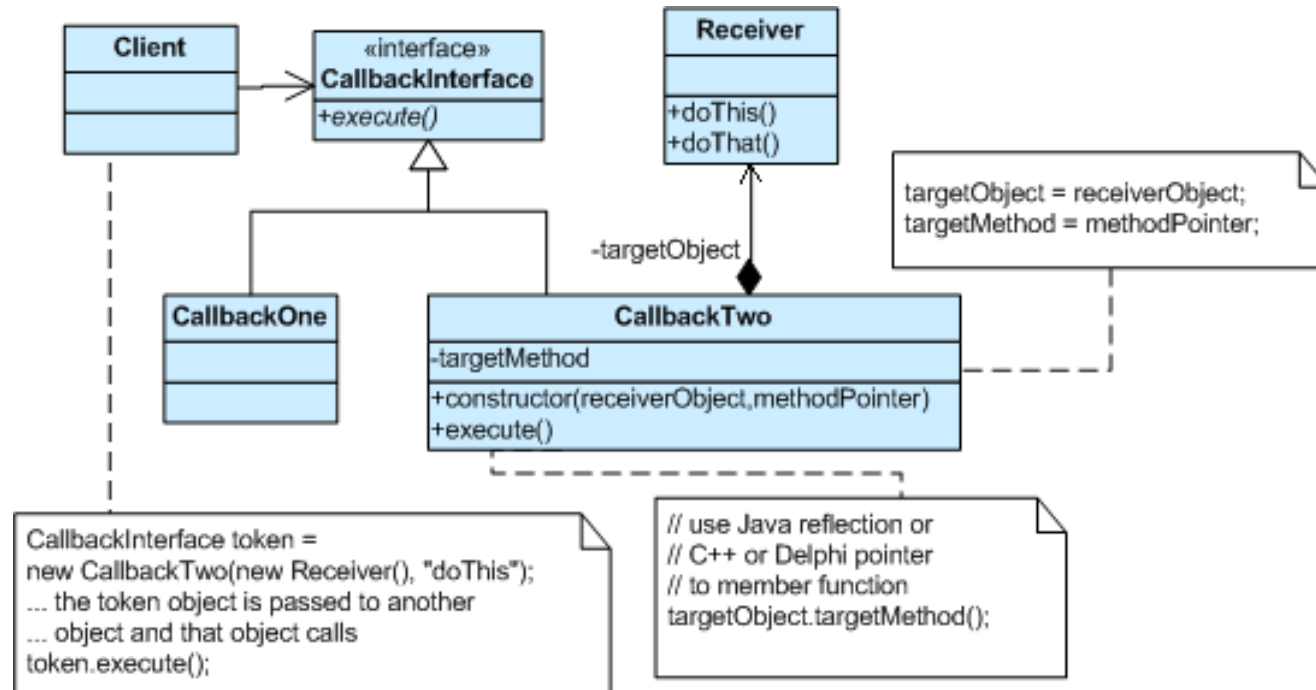 Client
«interface»
CallbackInterface
+execute()
Receiver
+doThis()
+doThat()
targetObject = receiverObject;
targetMethod = methodPointer;
-targetObject
CallbackOne
CallbackTwo
-targetMethod
+constructor(receiverObject,methodPointer)
+execute()
CallbackInterface token =
new CallbackTwo(new Receiver(), "doThis");
... the token object is passed to another
... object and that object calls
token.execute();
// use Java reflection or
// C++ or Delphi pointer
// to member function
targetObject.targetMethod();